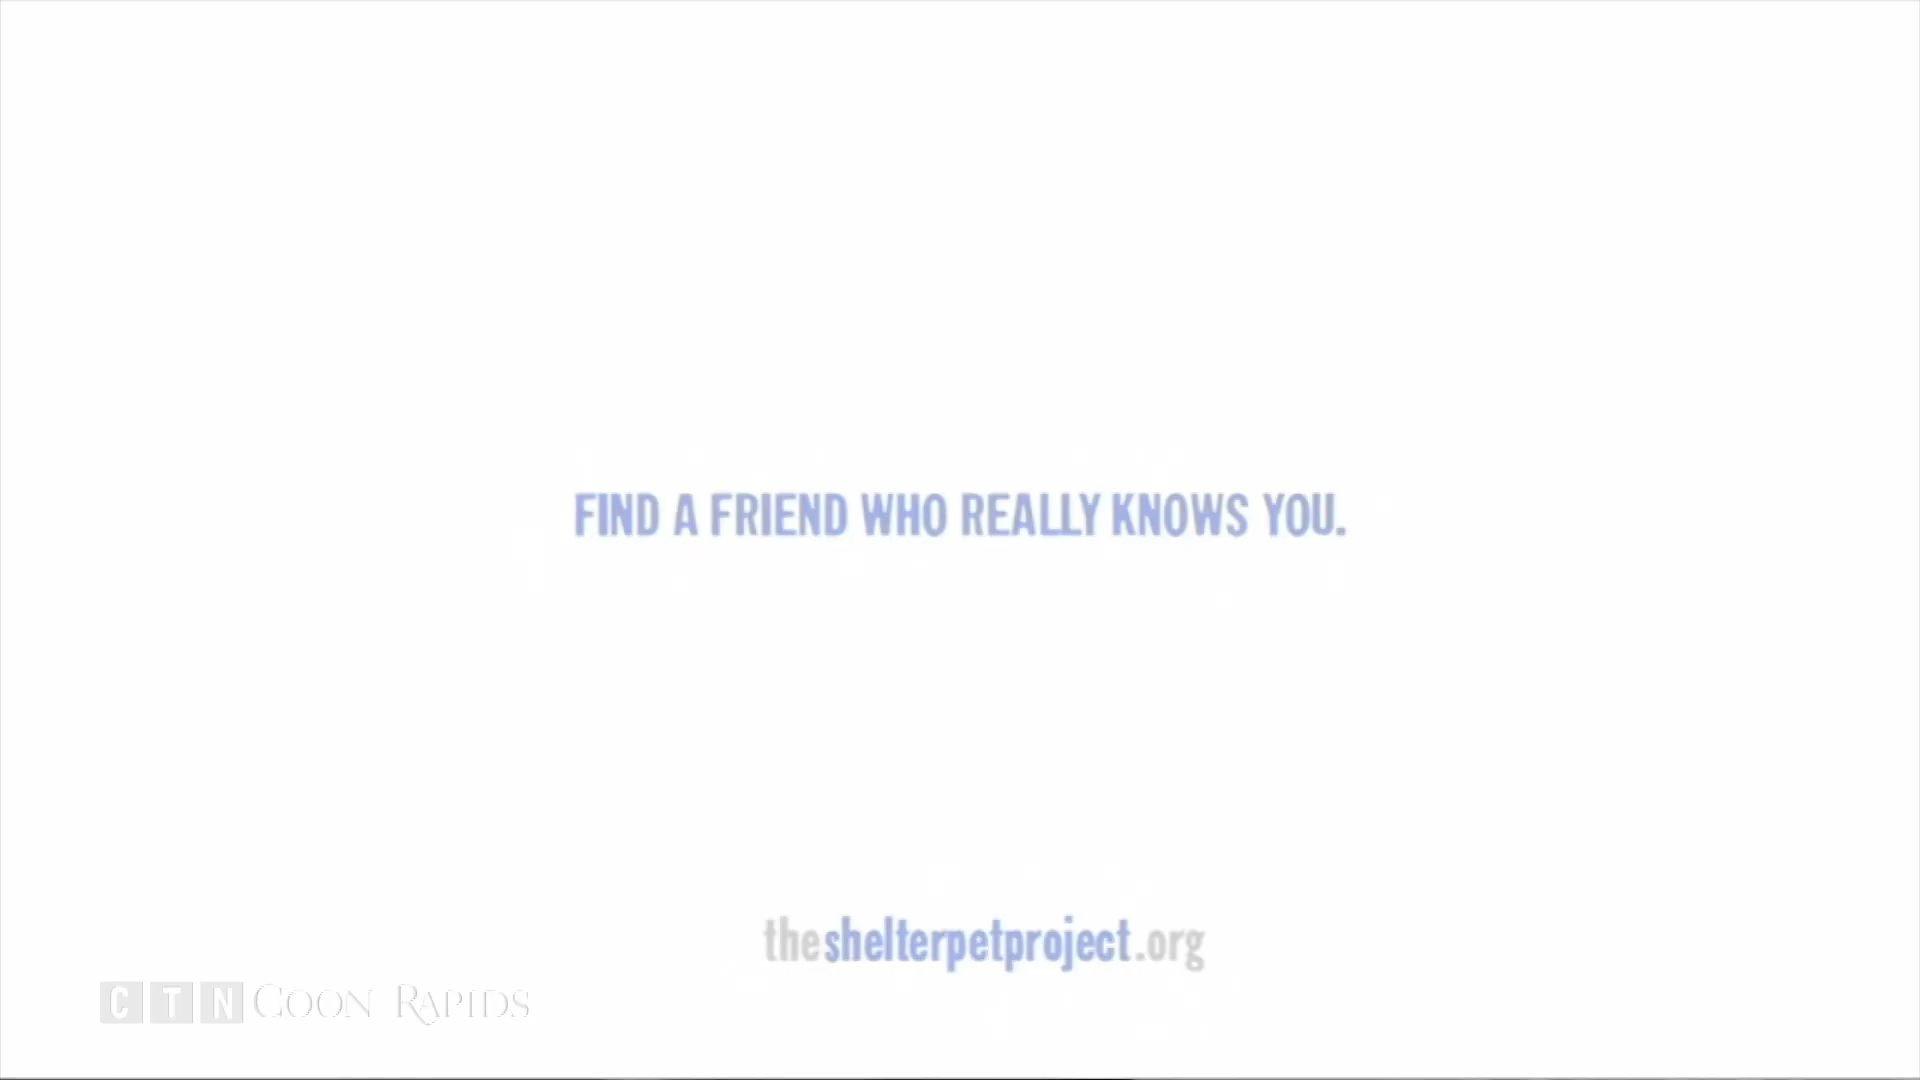 FIND A FRIEND WHO REALLY KNOWS YOU.
theshelterpetproject.org
CTN COON RAPIDS